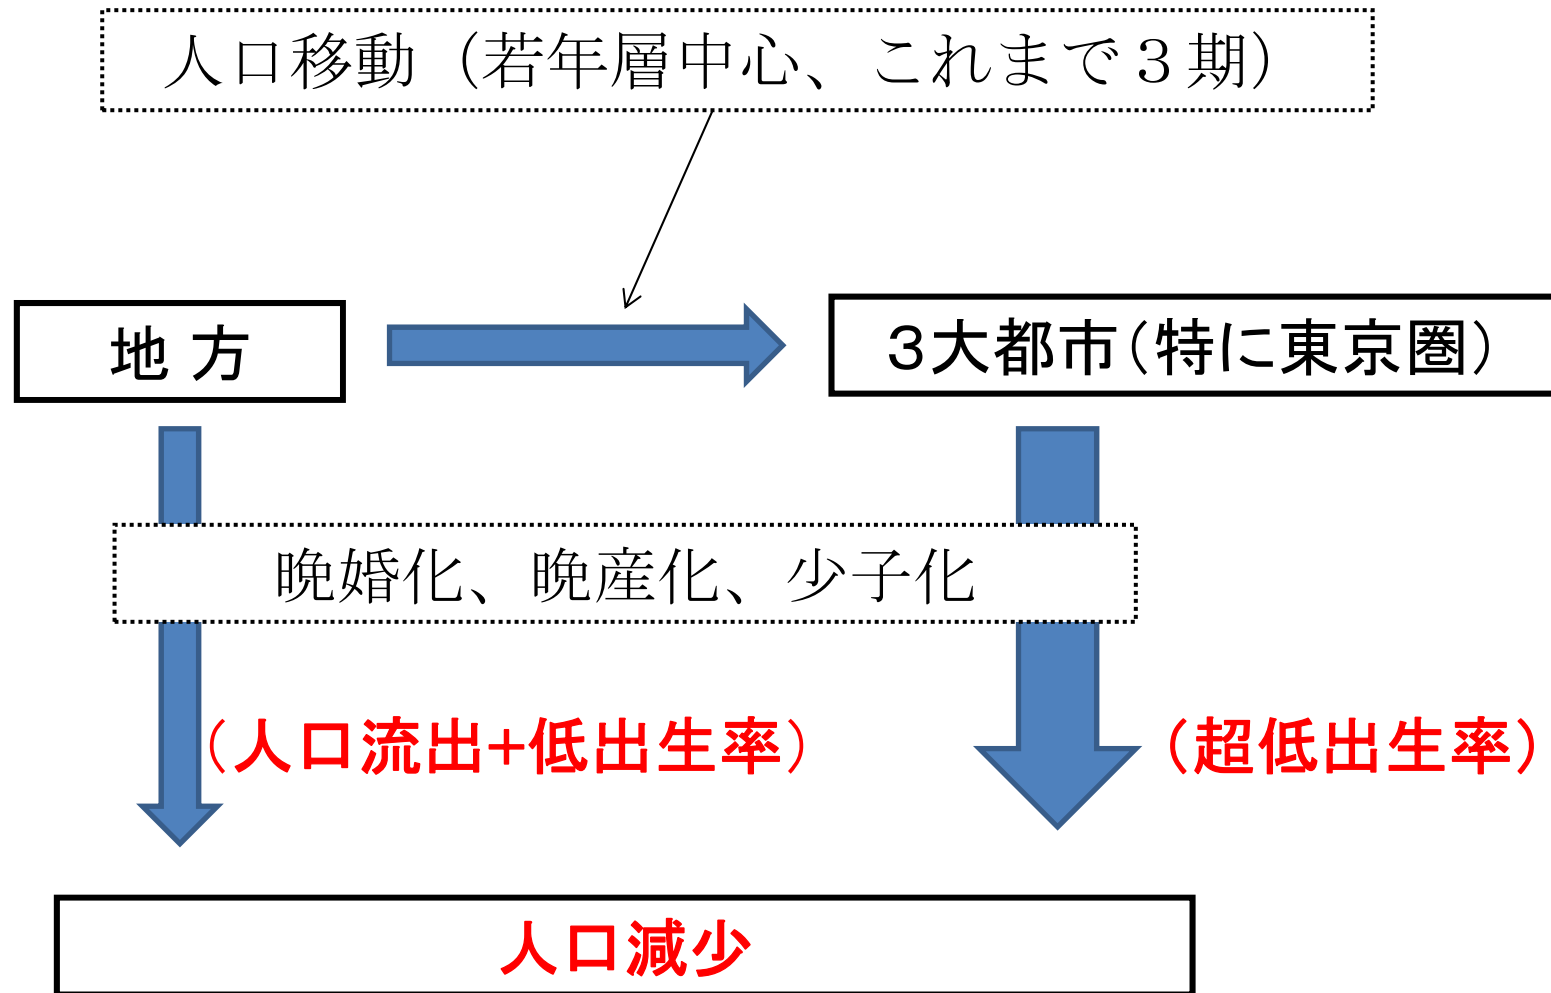 人口移動（若年層中心、これまで３期）
地 方
３大都市（特に東京圏）
晩婚化、晩産化、少子化
（人口流出+低出生率）
（超低出生率）
人口減少